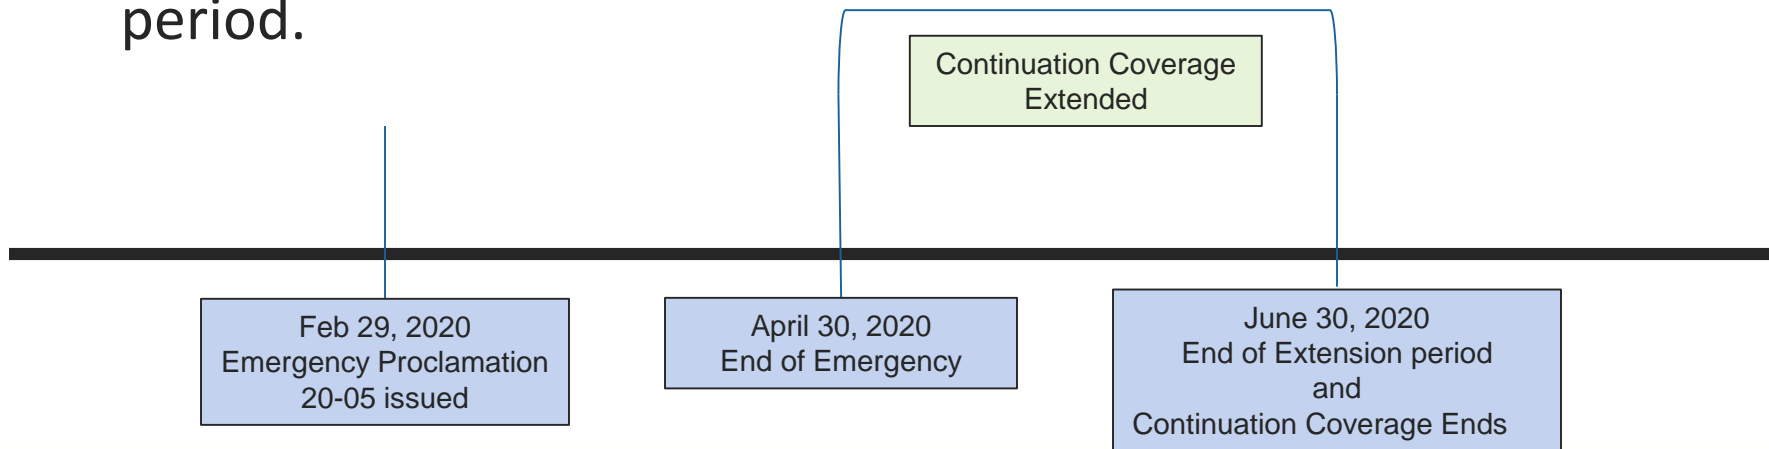 period.
Continuation Coverage
Extended
Feb 29, 2020
Emergency Proclamation
20-05 issued
April 30, 2020
End of Emergency
June 30, 2020
End of Extension period
and
Continuation Coverage Ends